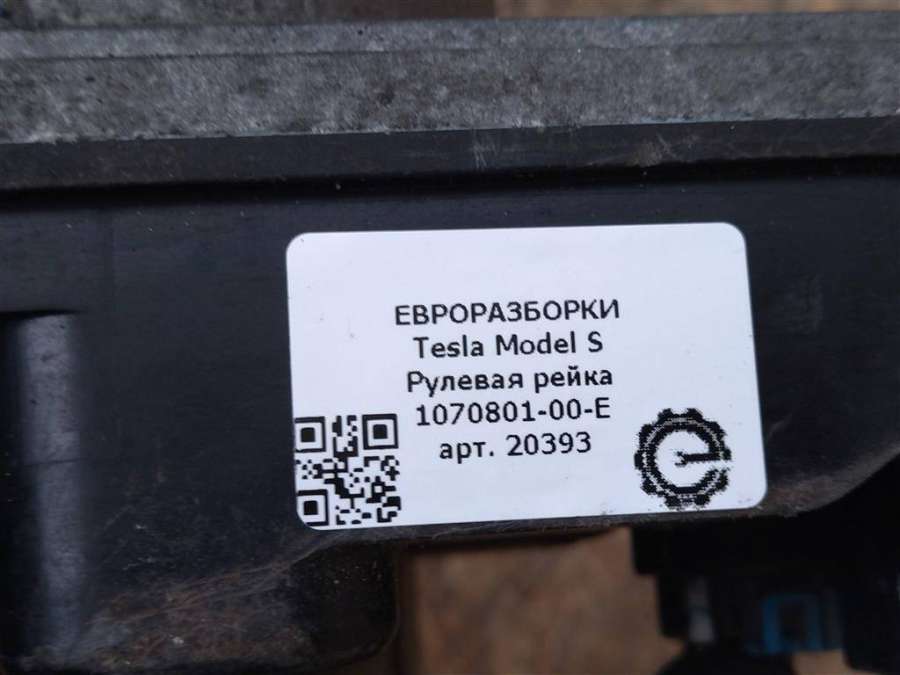 ЕВРОРАЗБОРКИ
Tesla Model S
Рулевая рейка
1070801-00-E
арт. 20393